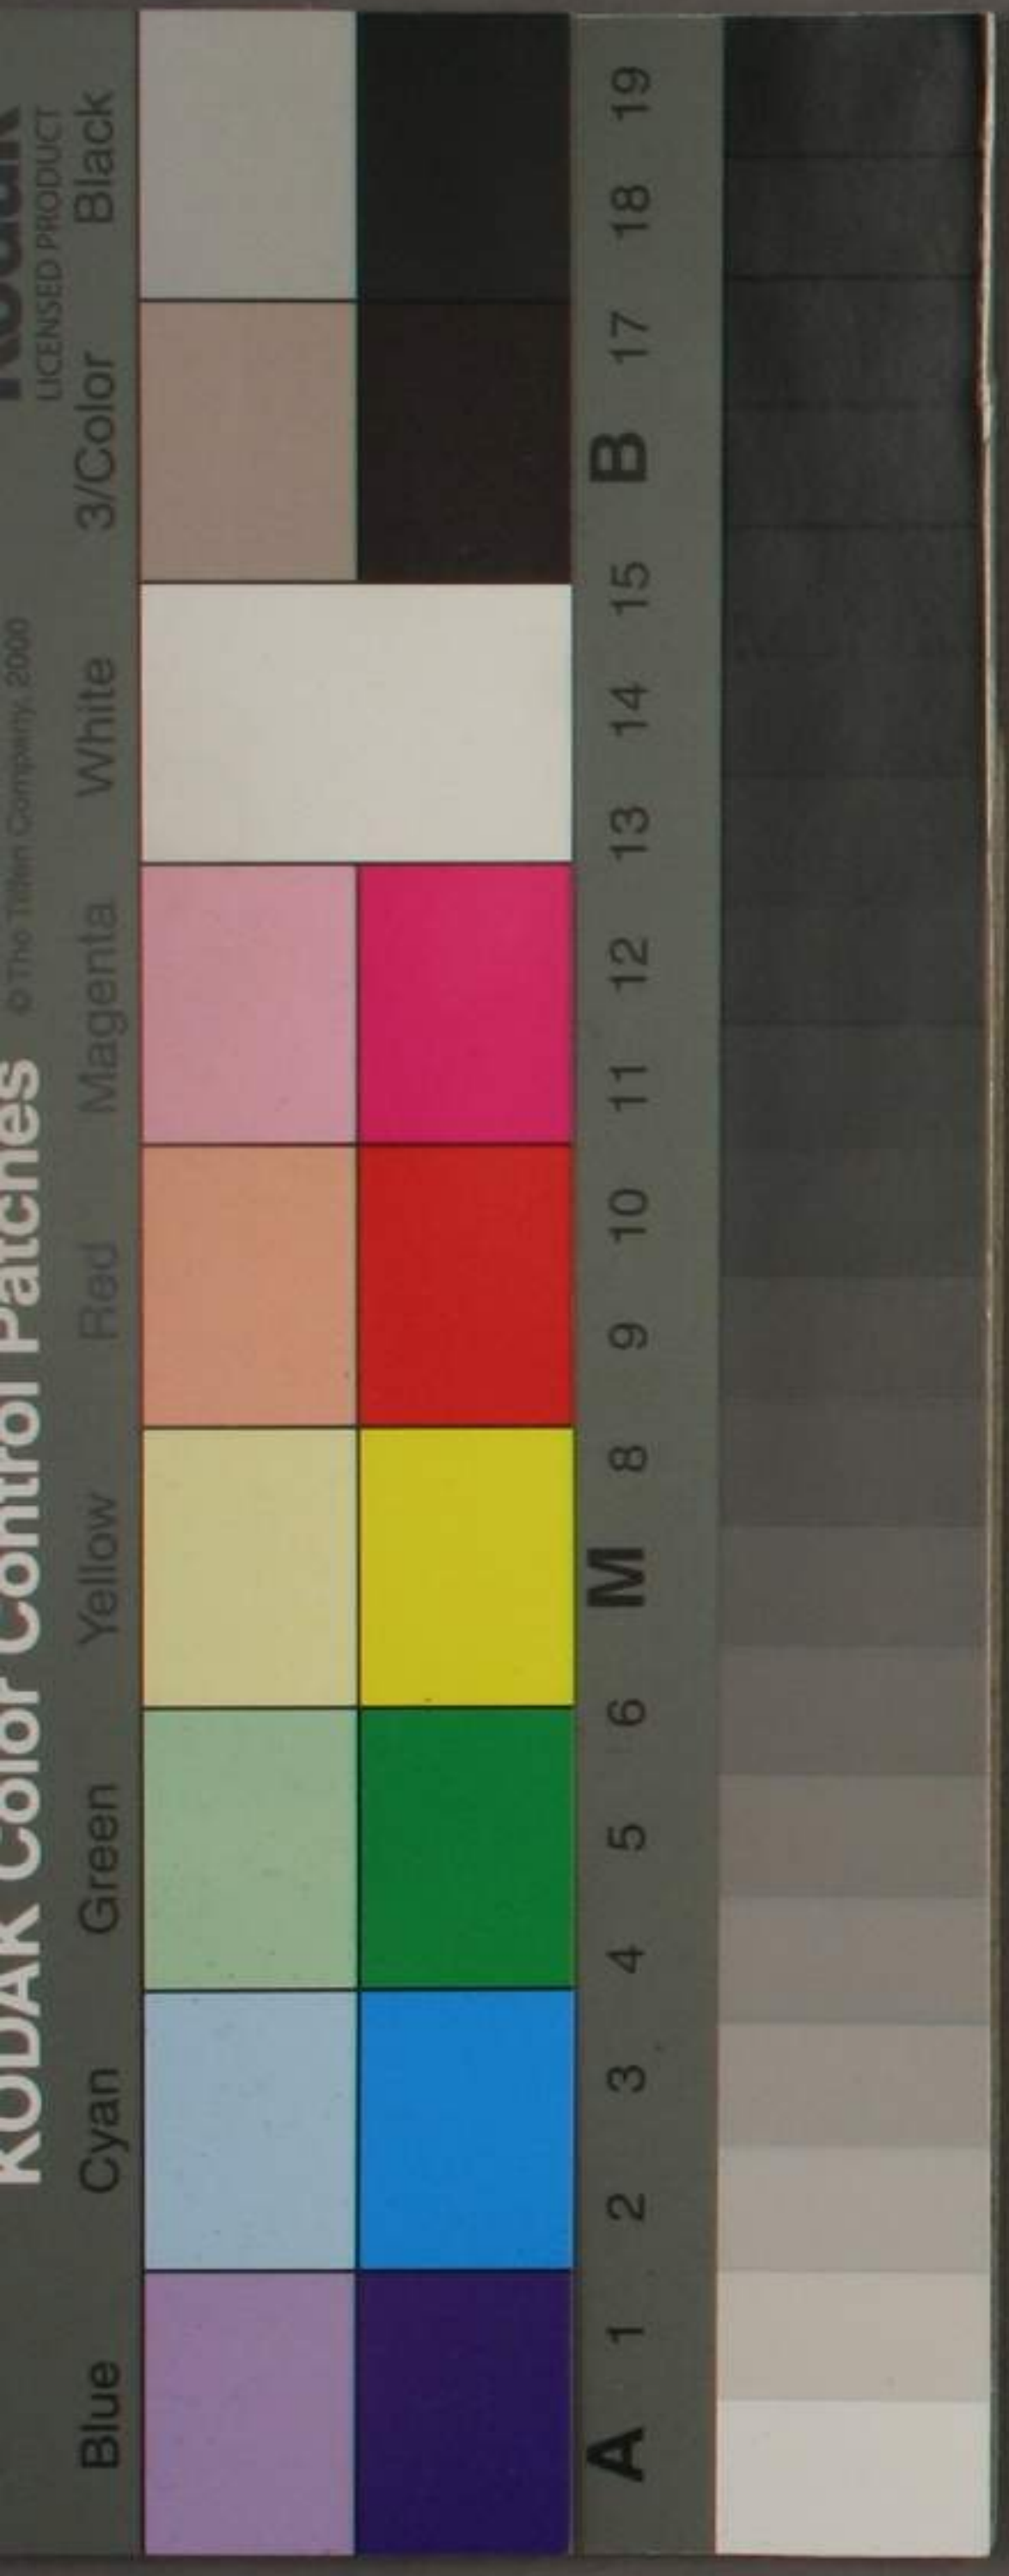 Kodak
LICENSED PRODUCT
KODAK Color Control Patches © The Tiffen Company, 2000
Blue Cyan Green Yellow Red Magenta White 3/Color Black
A 1 2 3 4 5 6 M 8 9 10 11 12 13 14 15 B 17 18 19